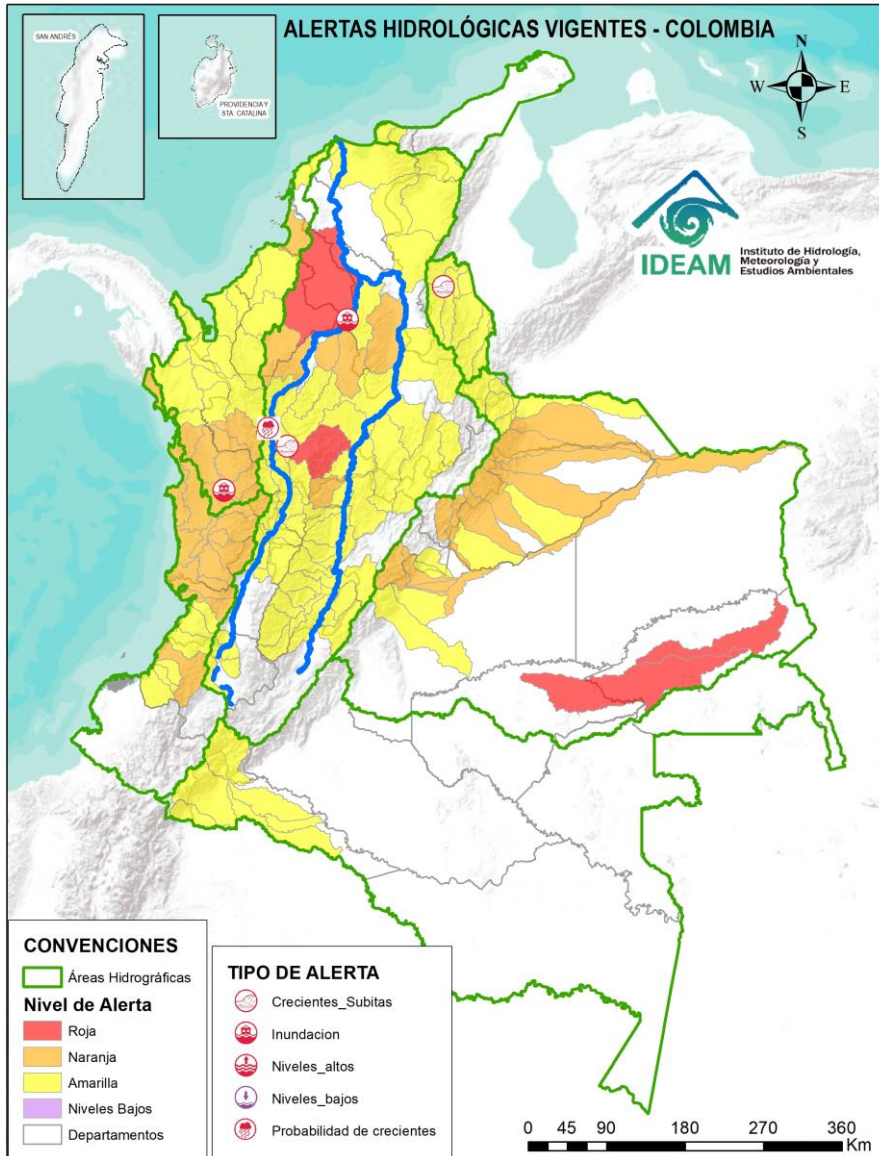 ALERTAS HIDROLÓGICAS VIGENTES - COLOMBIA
SAN ANDRÉS
PROVIDENCIA Y
STA. CATALINA
N
W
E
S
IDEAM
Instituto de Hidrología,
Meteorología y
Estudios Ambientales
CONVENCIONES
Áreas Hidrográficas
Nivel de Alerta
Roja
Naranja
Amarilla
Niveles Bajos
Departamentos
TIPO DE ALERTA
Crecientes_Subitas
Inundacion
Niveles_altos
Niveles_bajos
Probabilidad de crecientes
0 45 90 180 270 360
Km